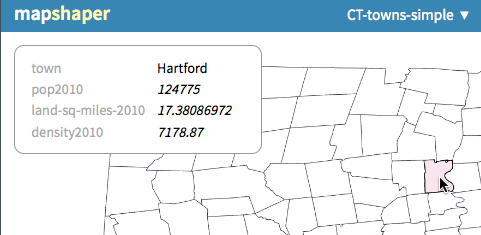 mapshaper CT-towns-simple ▼
town Hartford
pop2010 124775
land-sq-miles-2010 17.38086972
density2010 7178.87